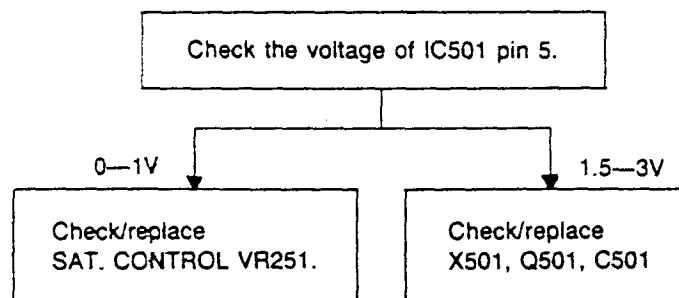 Check the voltage of IC501 pin 5.
0—1V
1.5—3V
Check/replace
SAT. CONTROL VR251.
Check/replace
X501, Q501, C501